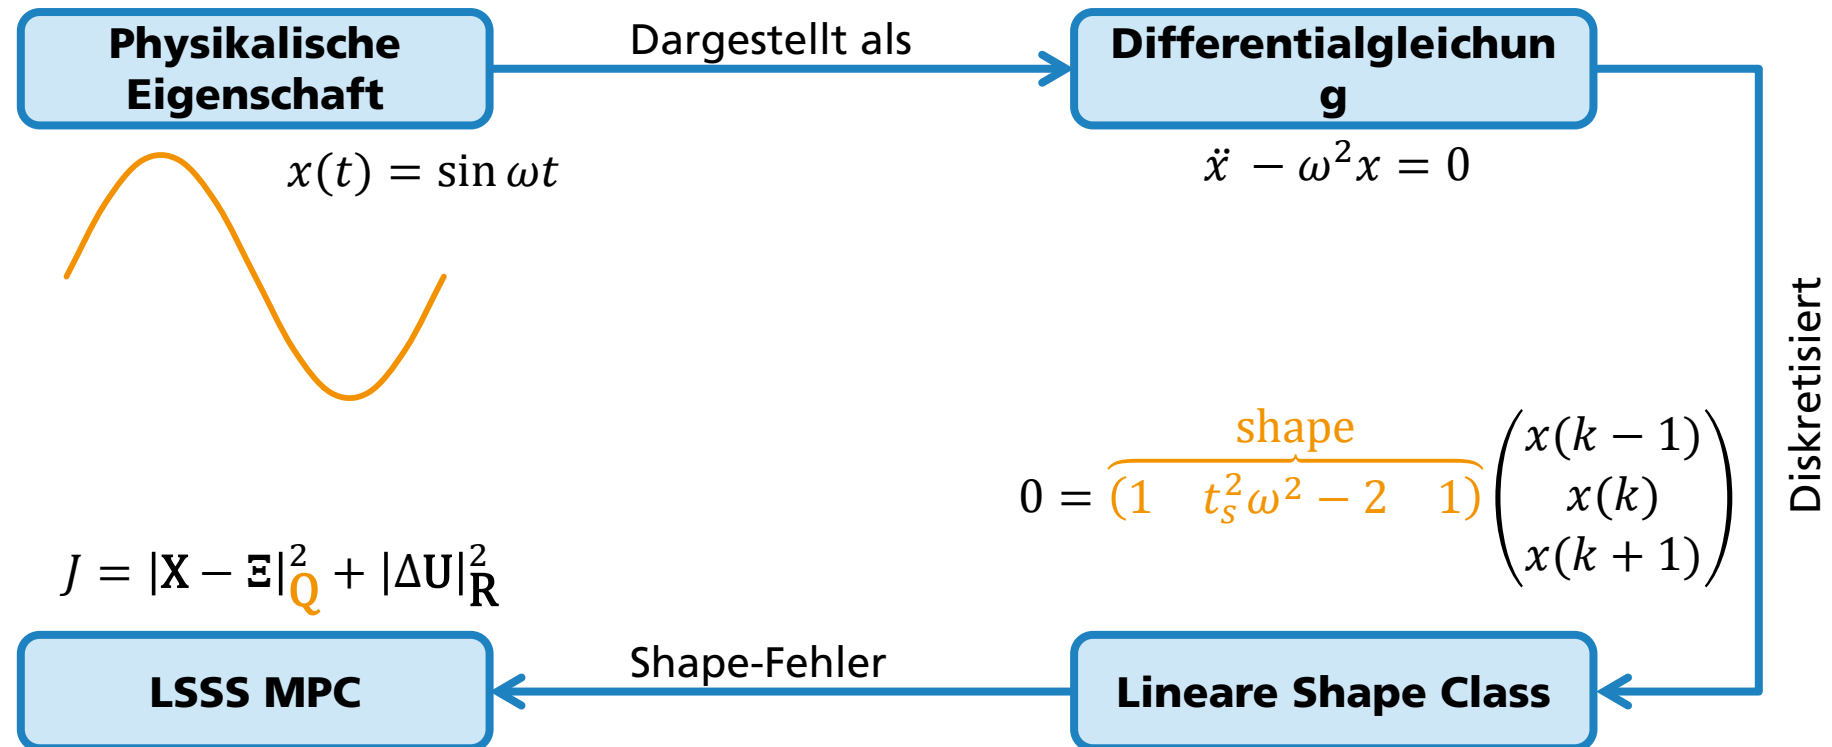 Physikalische
Eigenschaft
Dargestellt als
Differentialgleichun
g
x(t) = sin ωt
ẍ − ω²x = 0
Diskretisiert
shape
0 = (1 t_s²ω² − 2 1) (x(k − 1)
x(k)
x(k + 1))
J = |X − Ξ|²_Q + |ΔU|²_R
LSSS MPC
Shape-Fehler
Lineare Shape Class